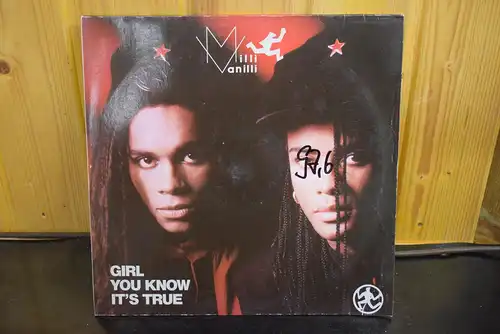 Milli
Vanilli
GIRL
YOU KNOW
IT'S TRUE